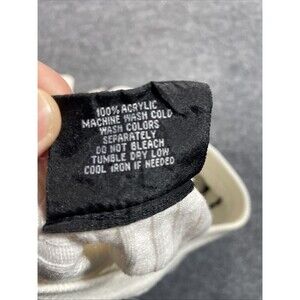 100% ACRYLIC
MACHINE WASH COLD
WASH COLORS
SEPARATELY
DO NOT BLEACH
TUMBLE DRY LOW
COOL IRON IF NEEDED